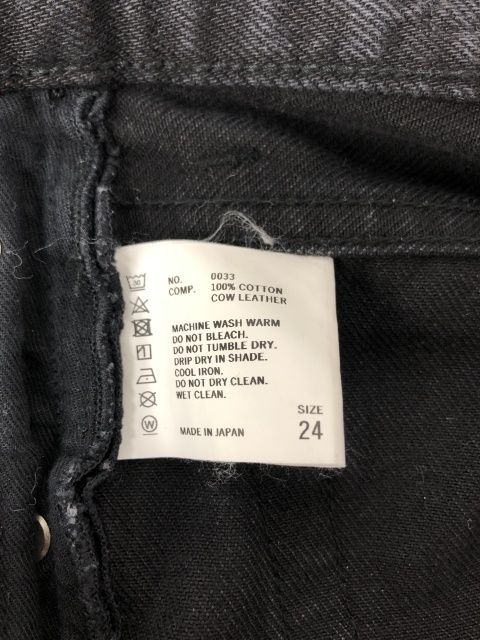 NO. 0033
COMP. 100% COTTON
COW LEATHER
30
MACHINE WASH WARM
DO NOT BLEACH.
DO NOT TUMBLE DRY.
DRIP DRY IN SHADE.
COOL IRON.
DO NOT DRY CLEAN.
WET CLEAN.
W
MADE IN JAPAN
SIZE
24